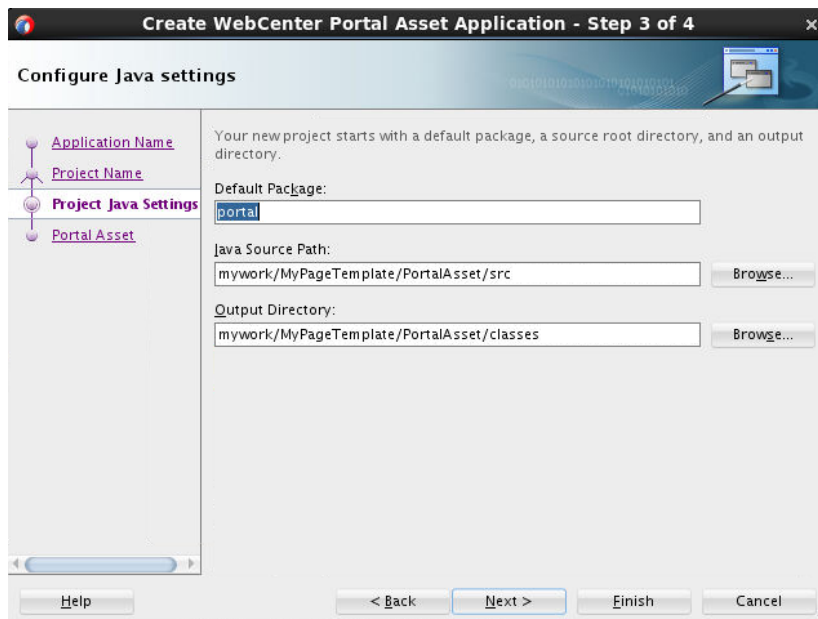 Create WebCenter Portal Asset Application - Step 3 of 4
Configure Java settings
Application Name
Project Name
Project Java Settings
Portal Asset
Your new project starts with a default package, a source root directory, and an output
directory.
Default Package:
portal
Java Source Path:
mywork/MyPageTemplate/PortalAsset/src
Browse...
Output Directory:
mywork/MyPageTemplate/PortalAsset/classes
Browse...
Help
< Back
Next >
Finish
Cancel